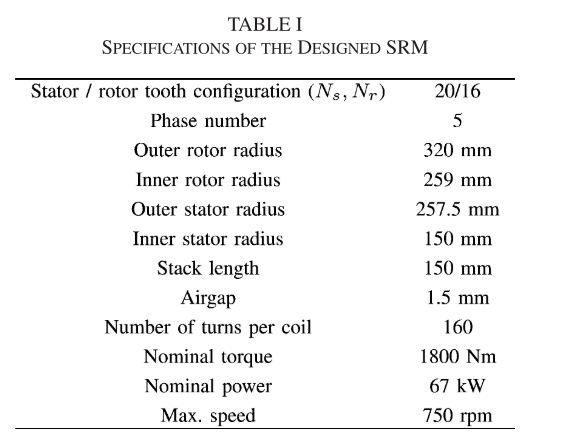 TABLE I
SPECIFICATIONS OF THE DESIGNED SRM
Stator / rotor tooth configuration (Ns, Nr) 20/16
Phase number 5
Outer rotor radius 320 mm
Inner rotor radius 259 mm
Outer stator radius 257.5 mm
Inner stator radius 150 mm
Stack length 150 mm
Airgap 1.5 mm
Number of turns per coil 160
Nominal torque 1800 Nm
Nominal power 67 kW
Max. speed 750 rpm